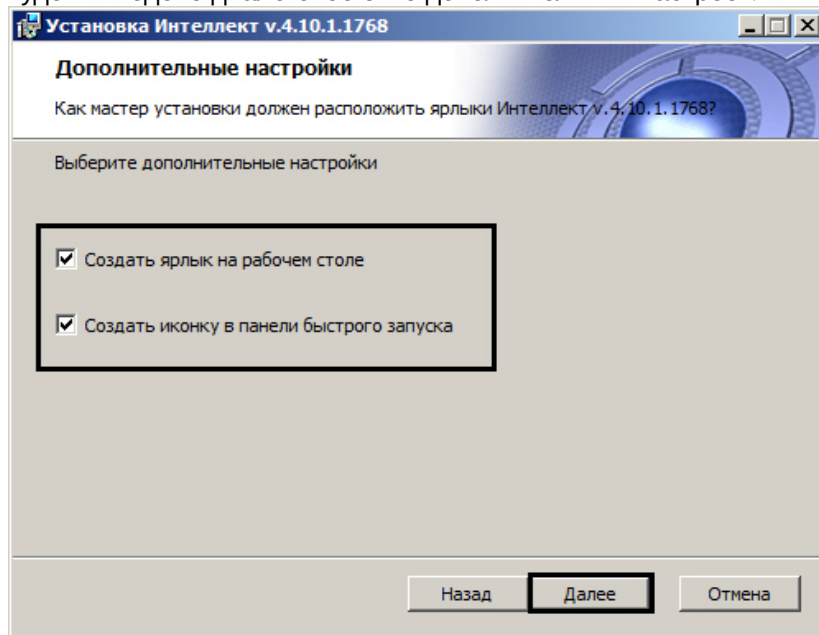 Установка Интеллект v.4.10.1.1768
Дополнительные настройки
Как мастер установки должен расположить ярлыки Интеллект v.4.10.1.1768?
Выберите дополнительные настройки
Создать ярлык на рабочем столе
Создать иконку в панели быстрого запуска
Назад Далее Отмена